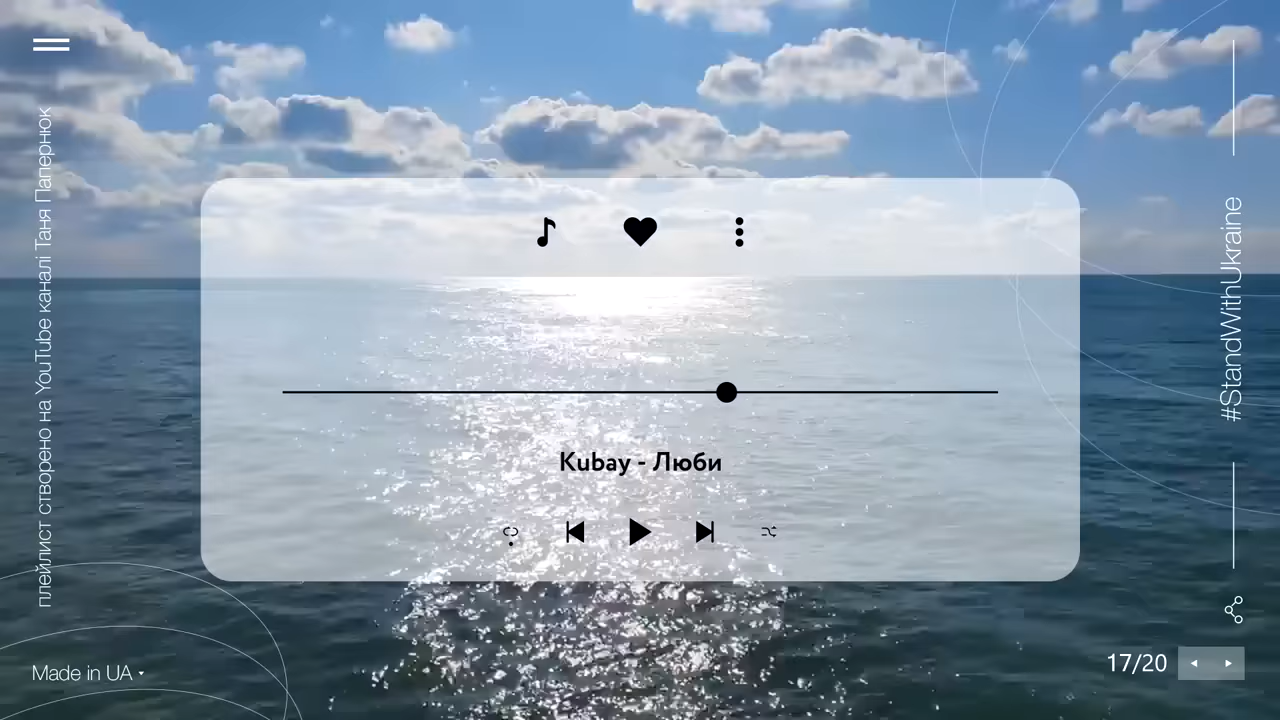 плейлист створено на YouTube каналі Таня Папернюк
Kubay - Люби
#StandWithUkraine
Made in UA
17/20